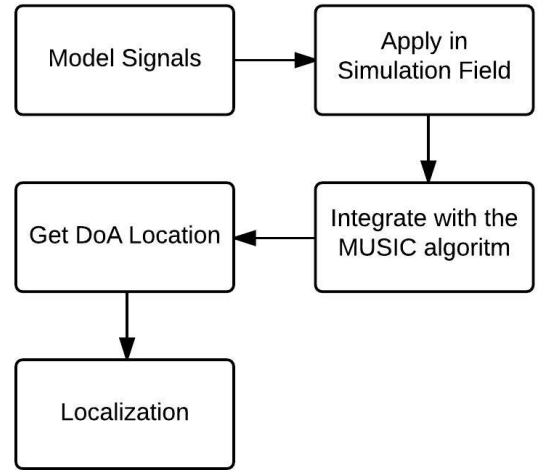 Model Signals
Apply in
Simulation Field
Integrate with the
MUSIC algoritm
Get DoA Location
Localization